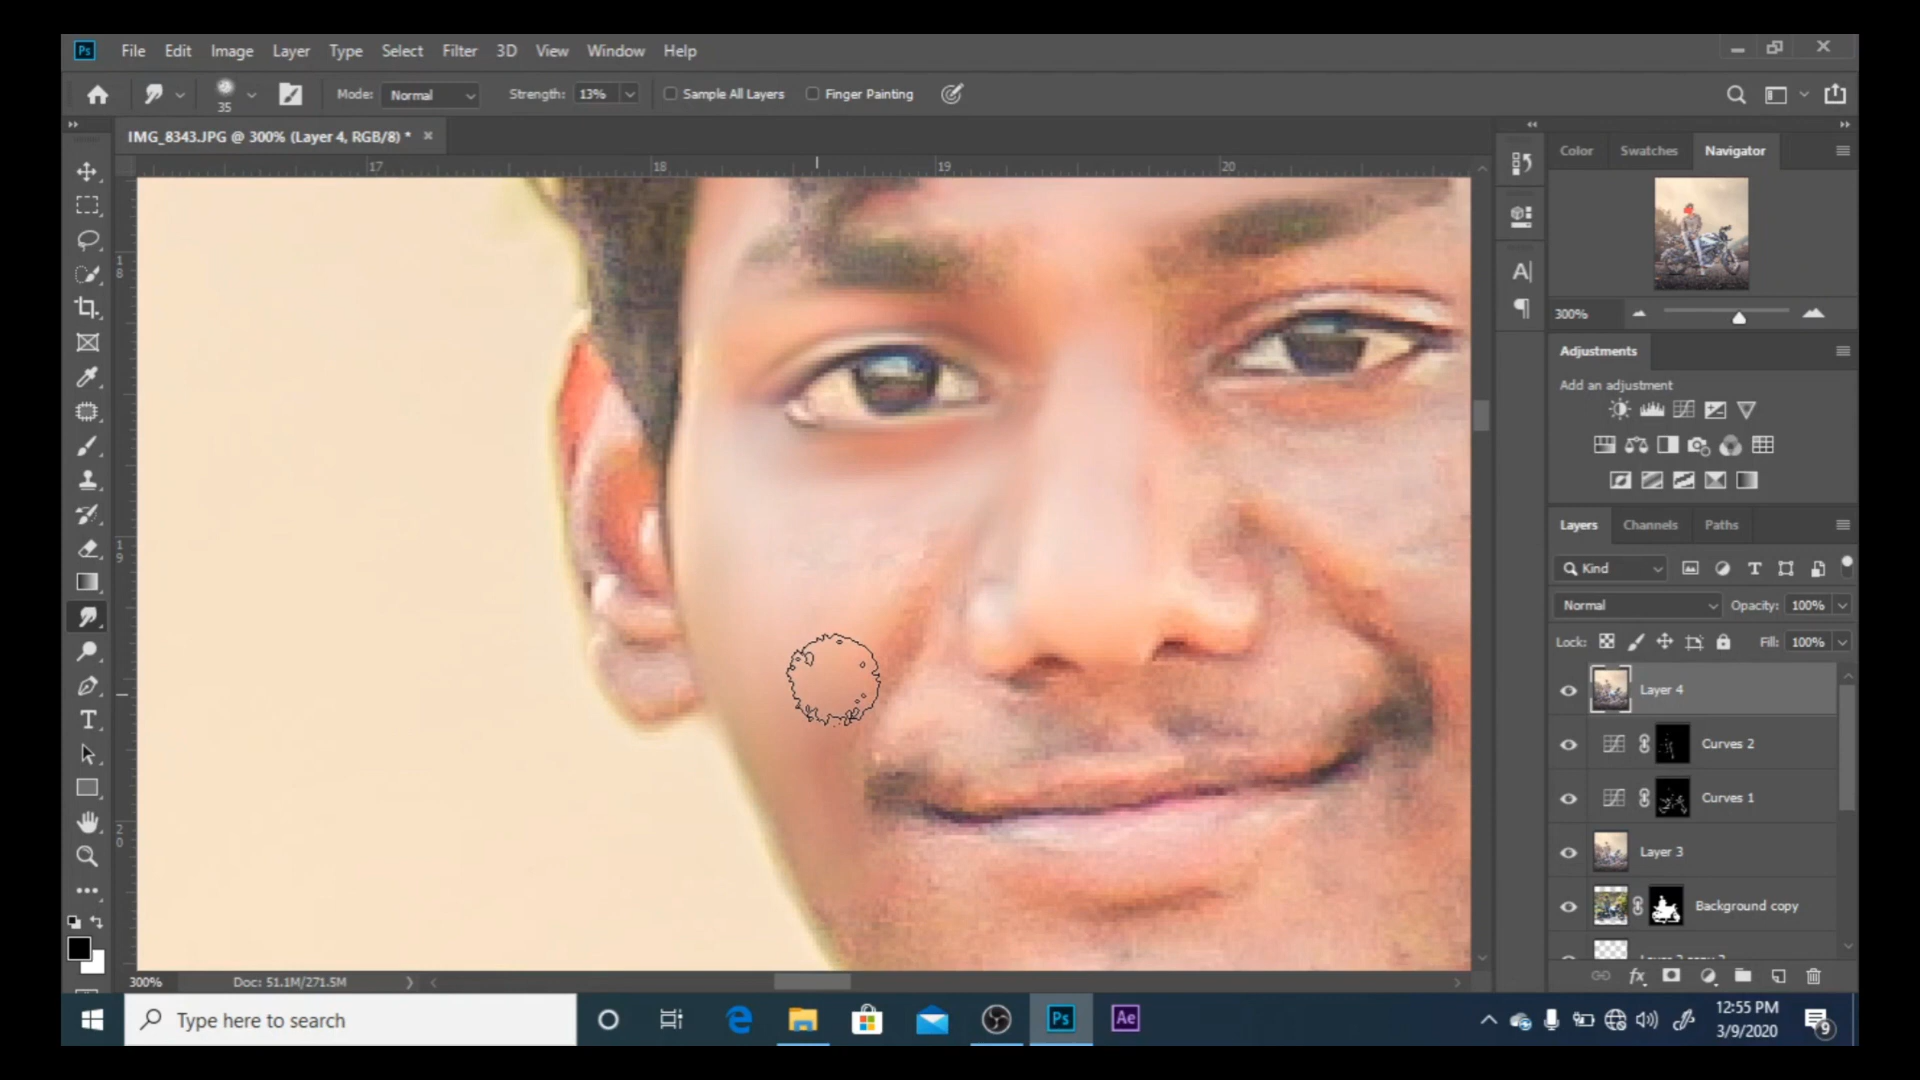 Ps File Edit Image Layer Type Select Filter 3D View Window Help
35 Mode: Normal Strength: 13% Sample All Layers Finger Painting
IMG_8343.JPG @ 300% (Layer 4, RGB/8) *
17 18 19 20
18
19
20
Color Swatches Navigator
300%
Adjustments
Add an adjustment
Layers Channels Paths
Kind
Normal Opacity: 100%
Lock: Fill: 100%
Layer 4
Curves 2
Curves 1
Layer 3
Background copy
300% Doc: 51.1M/271.5M
Type here to search
Ps Ae
12:55 PM
3/9/2020
9